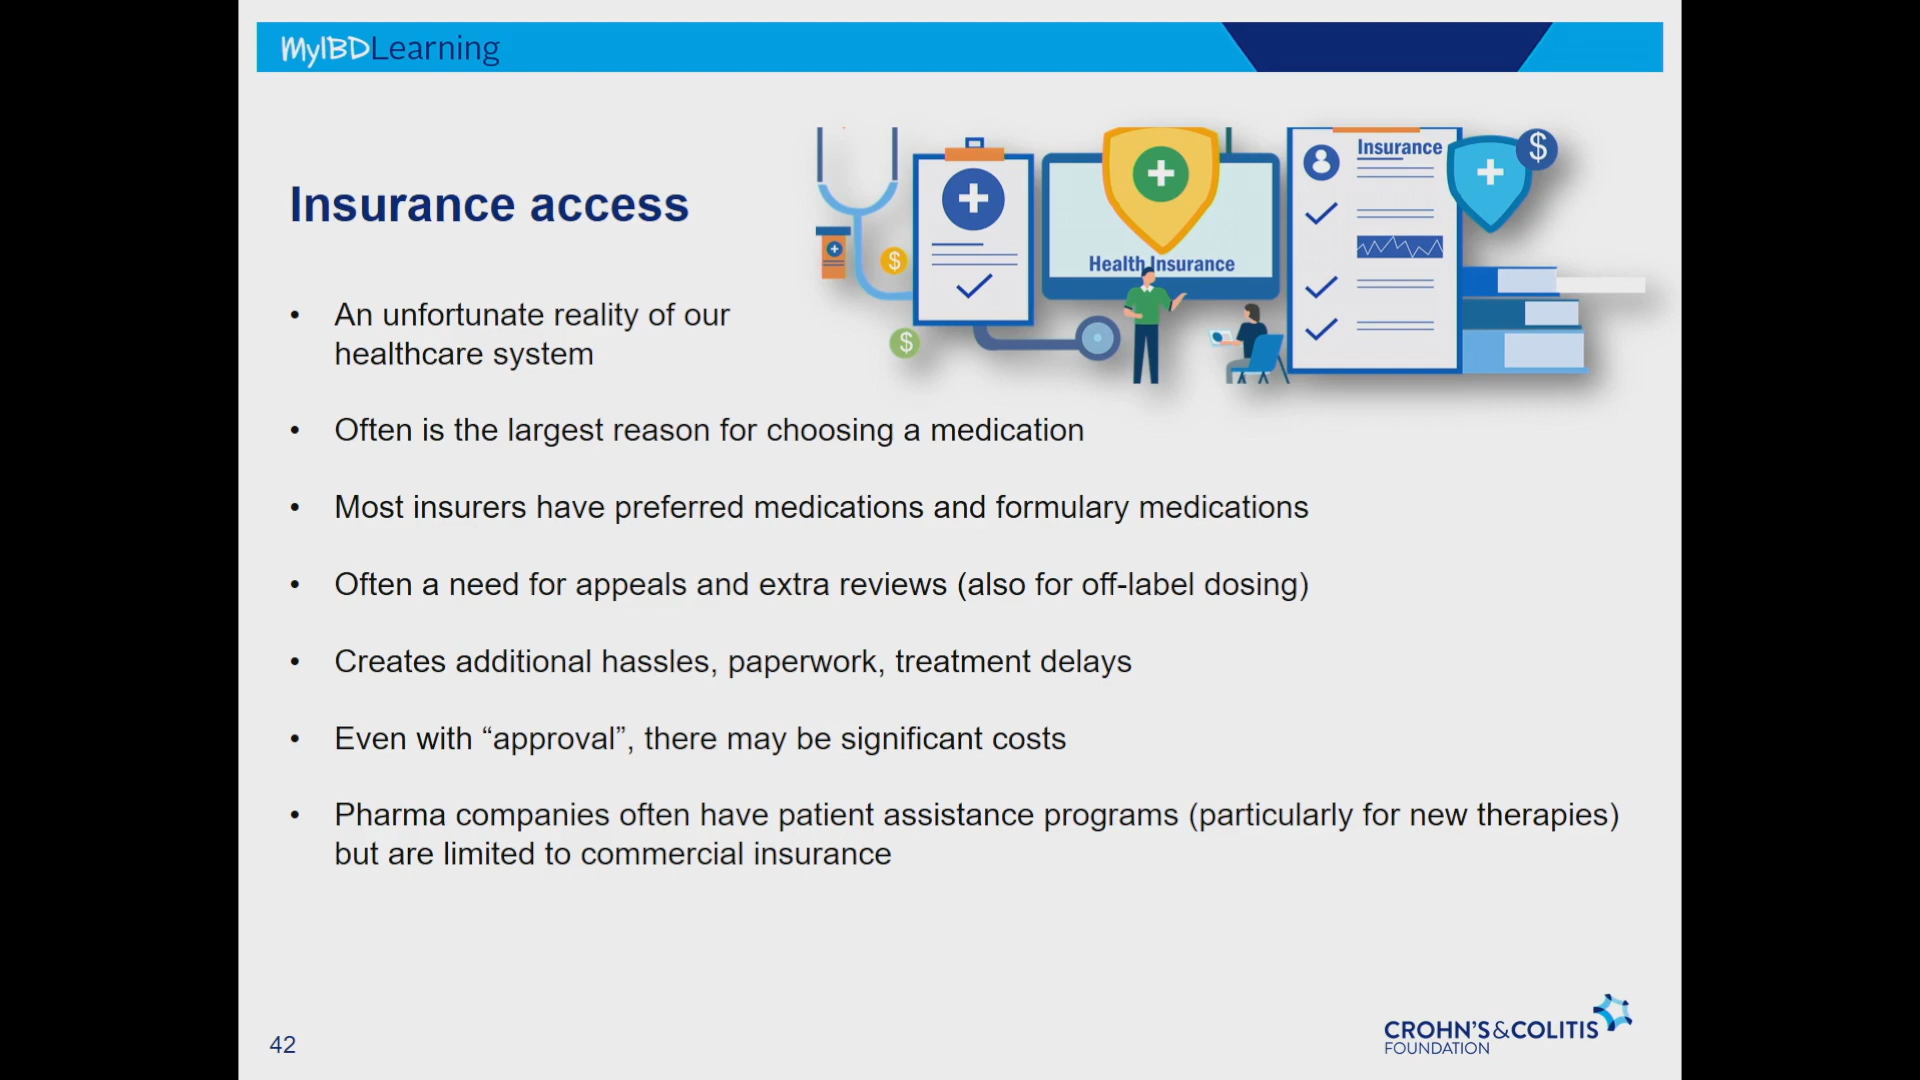 MyIBDLearning
Insurance access
Insurance
$
$
Health Insurance
$
• An unfortunate reality of our
healthcare system
• Often is the largest reason for choosing a medication
• Most insurers have preferred medications and formulary medications
• Often a need for appeals and extra reviews (also for off-label dosing)
• Creates additional hassles, paperwork, treatment delays
• Even with “approval”, there may be significant costs
• Pharma companies often have patient assistance programs (particularly for new therapies)
but are limited to commercial insurance
42
CROHN'S&COLITIS
FOUNDATION